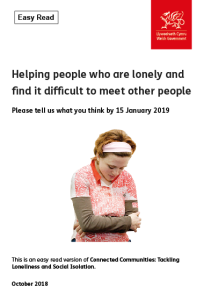 Easy Read
Llywodraeth Cymru
Welsh Government
Helping people who are lonely and
find it difficult to meet other people
Please tell us what you think by 15 January 2019
This is an easy read version of Connected Communities: Tackling
Loneliness and Social Isolation.
October 2018